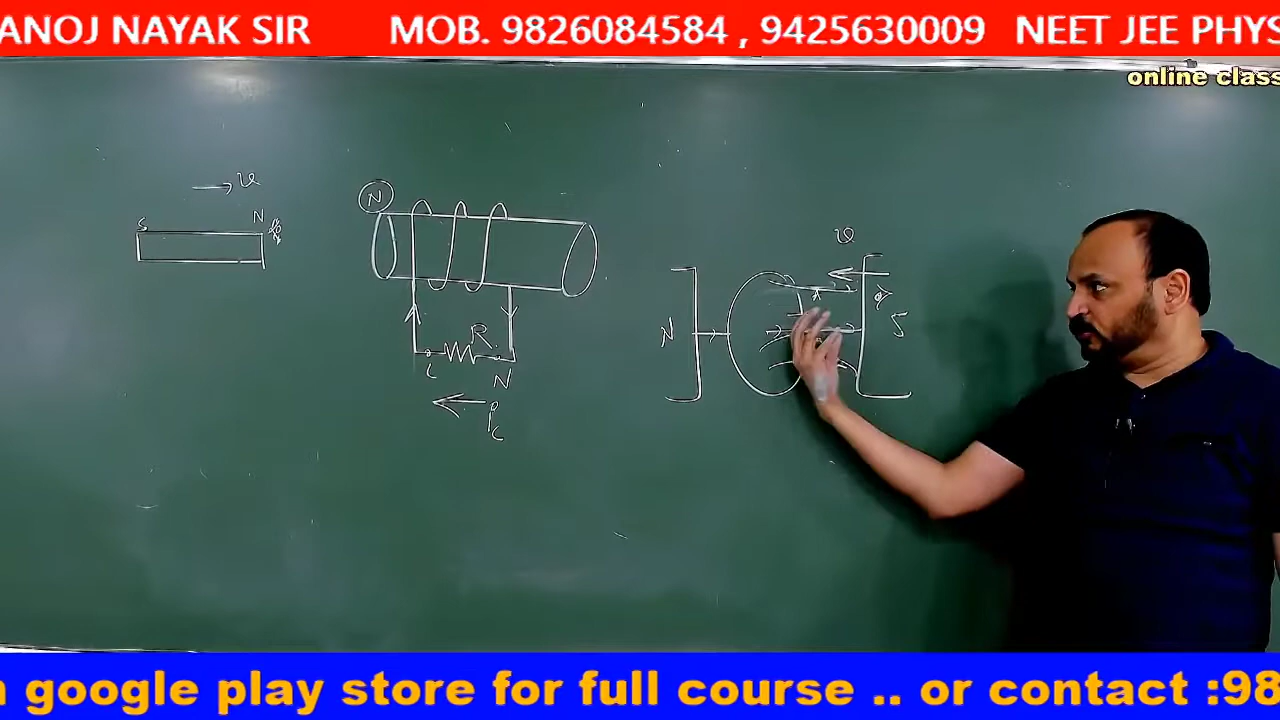 ANOJ NAYAK SIR MOB. 9826084584 , 9425630009 NEET JEE PHYS
online class
v
S N
N
R
N
v
N S
n google play store for full course .. or contact :98